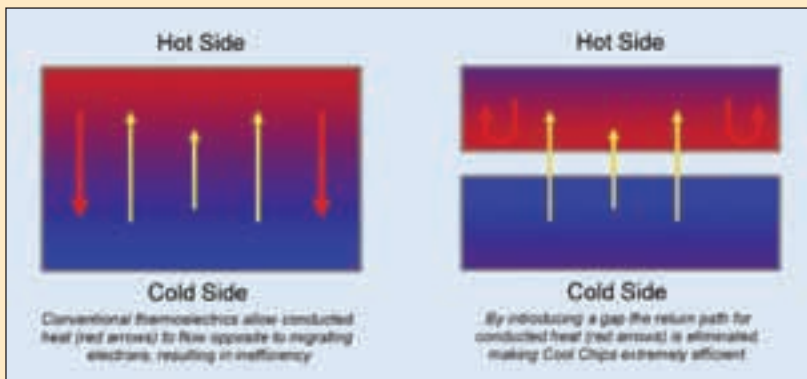 Hot Side
Cold Side
Conventional thermoelectrics allow conducted
heat (red arrows) to flow opposite to migrating
electrons, resulting in inefficiency
Hot Side
Cold Side
By introducing a gap the return path for
conducted heat (red arrows) is eliminated
making Cool Chips extremely efficient